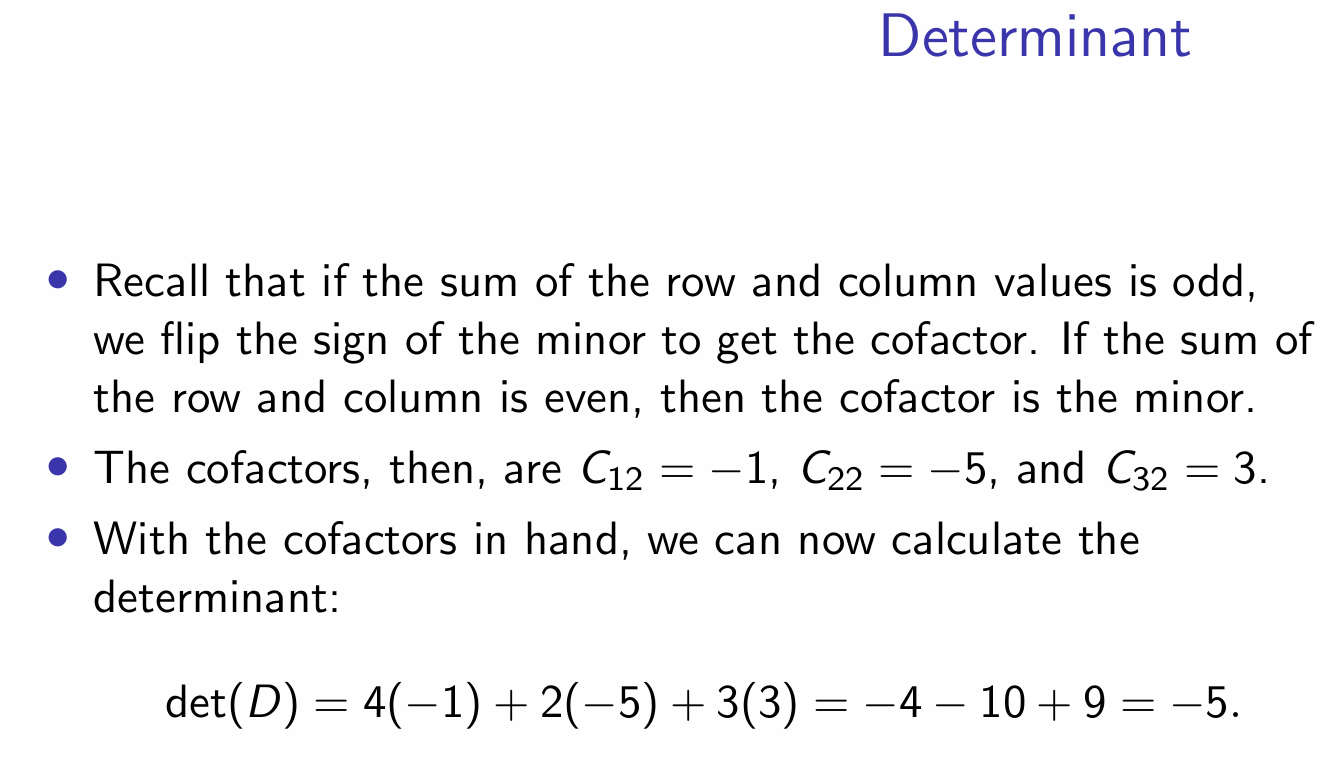 Determinant
• Recall that if the sum of the row and column values is odd,
we flip the sign of the minor to get the cofactor. If the sum of
the row and column is even, then the cofactor is the minor.
• The cofactors, then, are C₁₂ = −1, C₂₂ = −5, and C₃₂ = 3.
• With the cofactors in hand, we can now calculate the
determinant:
det(D) = 4(−1) + 2(−5) + 3(3) = −4 − 10 + 9 = −5.